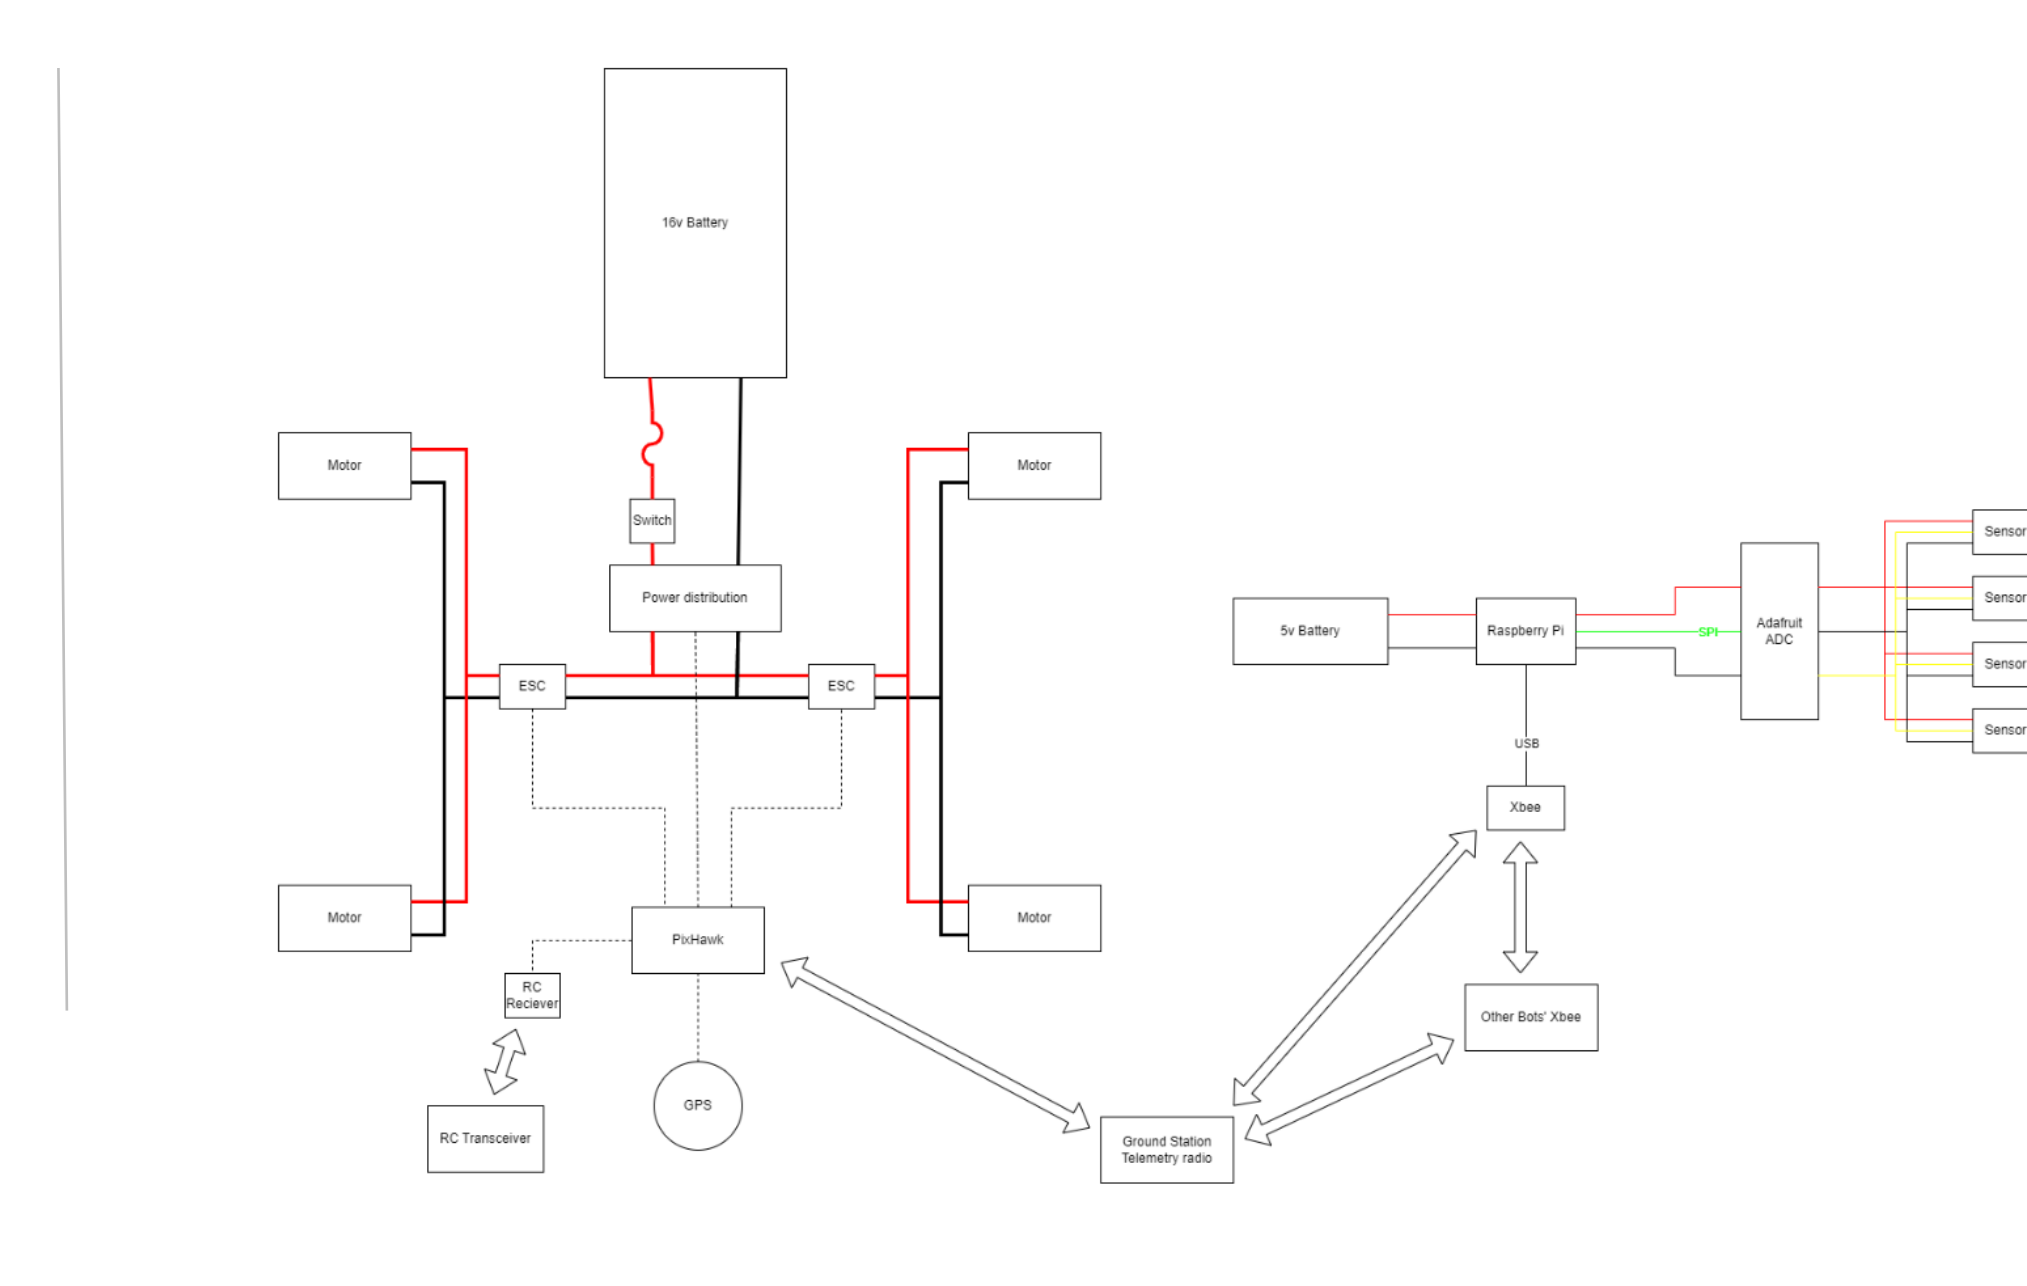 16v Battery
Motor
Motor
Switch
Power distribution
ESC
ESC
Motor
Motor
PixHawk
RC
Reciever
RC Transceiver
GPS
Ground Station
Telemetry radio
5v Battery
Raspberry Pi
SPI
Adafruit
ADC
Sensor
Sensor
Sensor
Sensor
USB
Xbee
Other Bots' Xbee